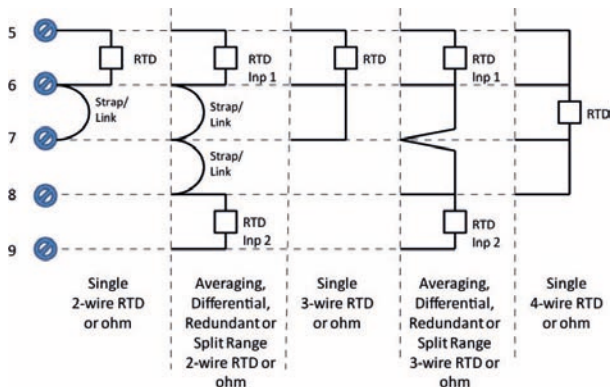 5
6
7
8
9
RTD
Strap/
Link
RTD
Inp 1
Strap/
Link
Strap/
Link
RTD
Inp 2
RTD
RTD
Inp 1
RTD
Inp 2
RTD
Single
2-wire RTD
or ohm
Averaging,
Differential,
Redundant or
Split Range
2-wire RTD or
ohm
Single
3-wire RTD
or ohm
Averaging,
Differential,
Redundant or
Split Range
3-wire RTD or
ohm
Single
4-wire RTD
or ohm